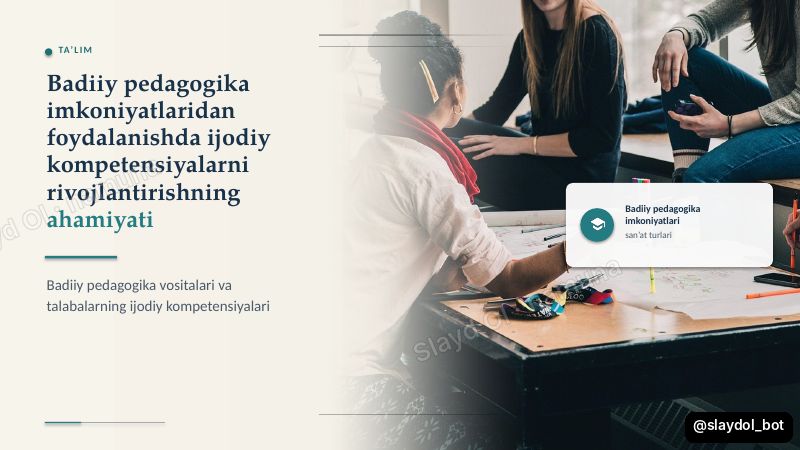 TA'LIM
Badiiy pedagogika
imkoniyatlaridan
foydalanishda ijodiy
kompetensiyalarni
rivojlantirishning
ahamiyati
Badiiy pedagogika vositalari va
talabalarning ijodiy kompetensiyalari
Badiiy pedagogika
imkoniyatlari
san'at turlari
@slaydol_bot